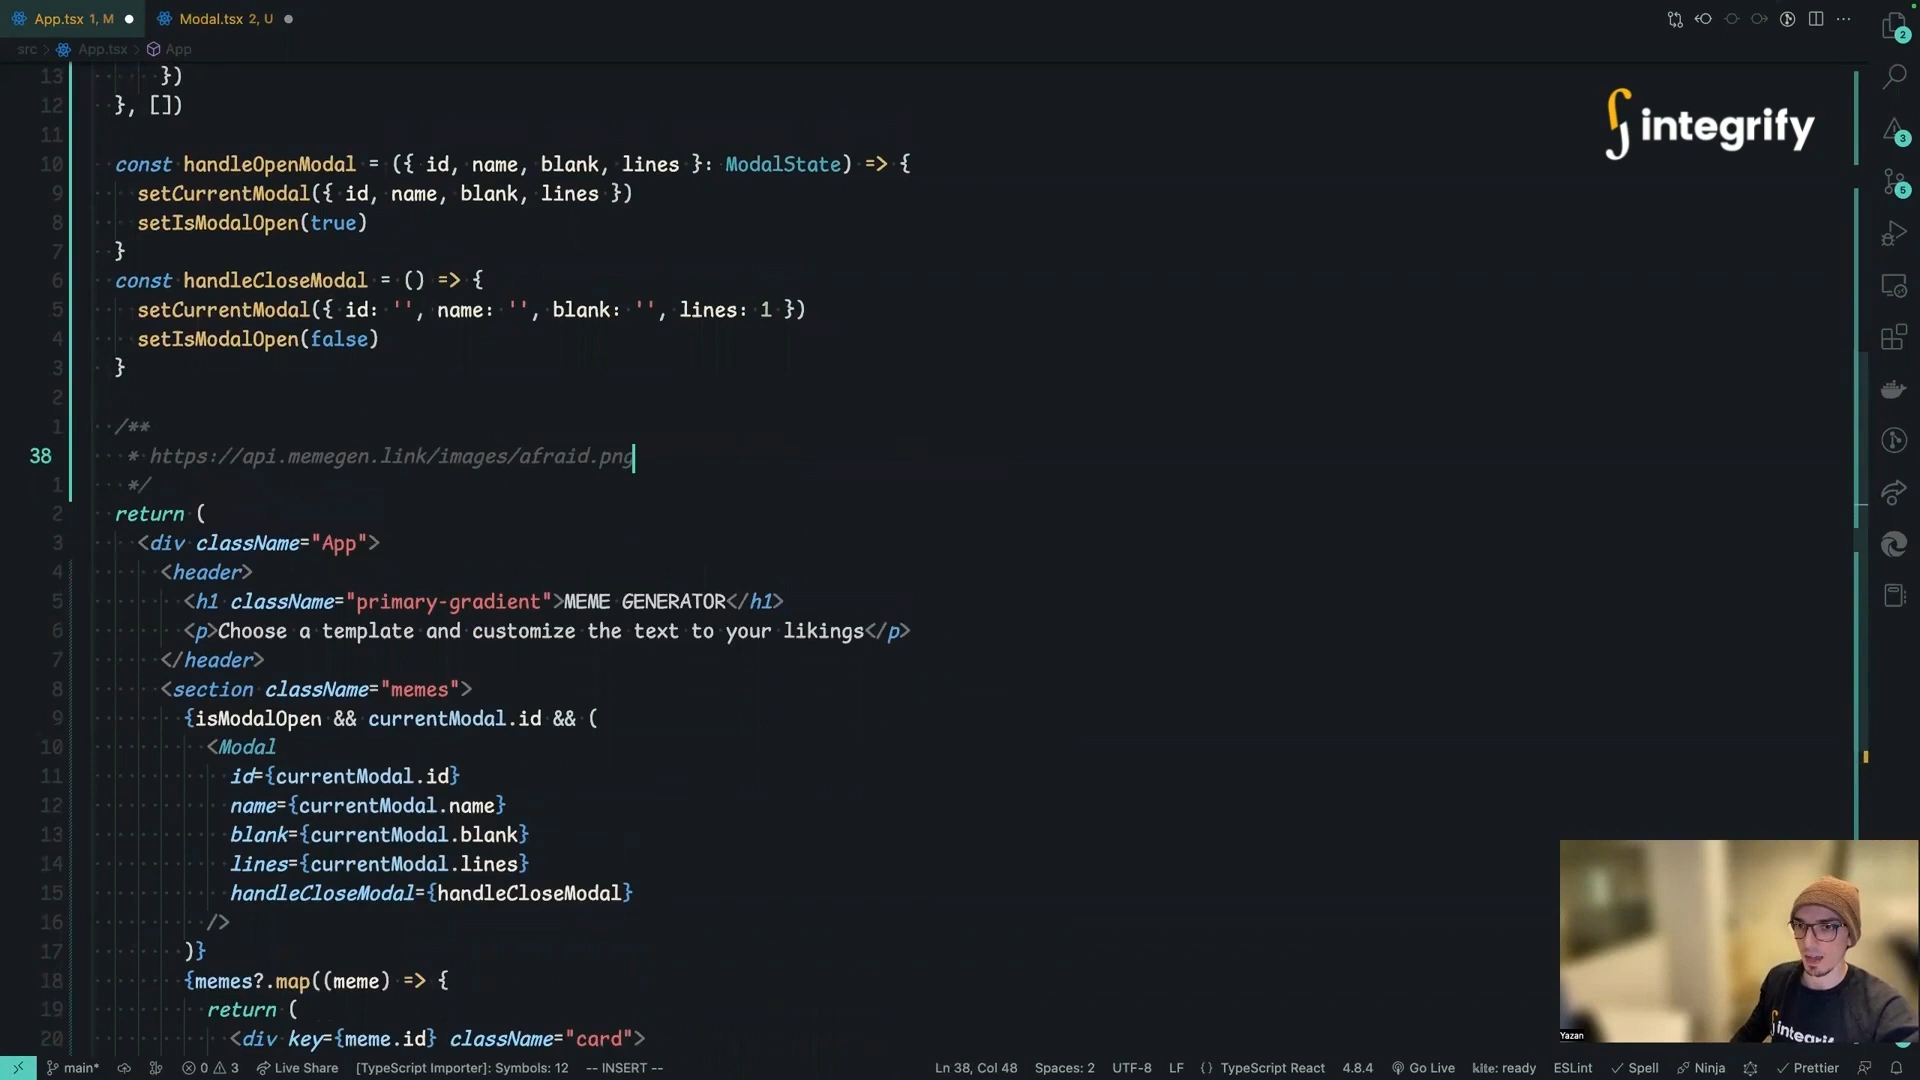 App.tsx 1, M
Modal.tsx 2, U
src > App.tsx > App
13 })
12 }, [])
11
10 const handleOpenModal = ({ id, name, blank, lines }: ModalState) => {
9 setCurrentModal({ id, name, blank, lines })
8 setIsModalOpen(true)
7 }
6 const handleCloseModal = () => {
5 setCurrentModal({ id: '', name: '', blank: '', lines: 1 })
4 setIsModalOpen(false)
3 }
2
1 /**
38 * https://api.memegen.link/images/afraid.png
1 */
2 return (
3 <div className="App">
4 <header>
5 <h1 className="primary-gradient">MEME GENERATOR</h1>
6 <p>Choose a template and customize the text to your likings</p>
7 </header>
8 <section className="memes">
9 {isModalOpen && currentModal.id && (
10 <Modal
11 id={currentModal.id}
12 name={currentModal.name}
13 blank={currentModal.blank}
14 lines={currentModal.lines}
15 handleCloseModal={handleCloseModal}
16 />
17 )}
18 {memes?.map((meme) => {
19 return (
20 <div key={meme.id} className="card">
integrify
2
3
5
integrify
Yazan
main*
0 3
Live Share
[TypeScript Importer]: Symbols: 12
-- INSERT --
Ln 38, Col 48
Spaces: 2
UTF-8
LF
{} TypeScript React
4.8.4
Go Live
kite: ready
ESLint
Spell
Ninja
Prettier